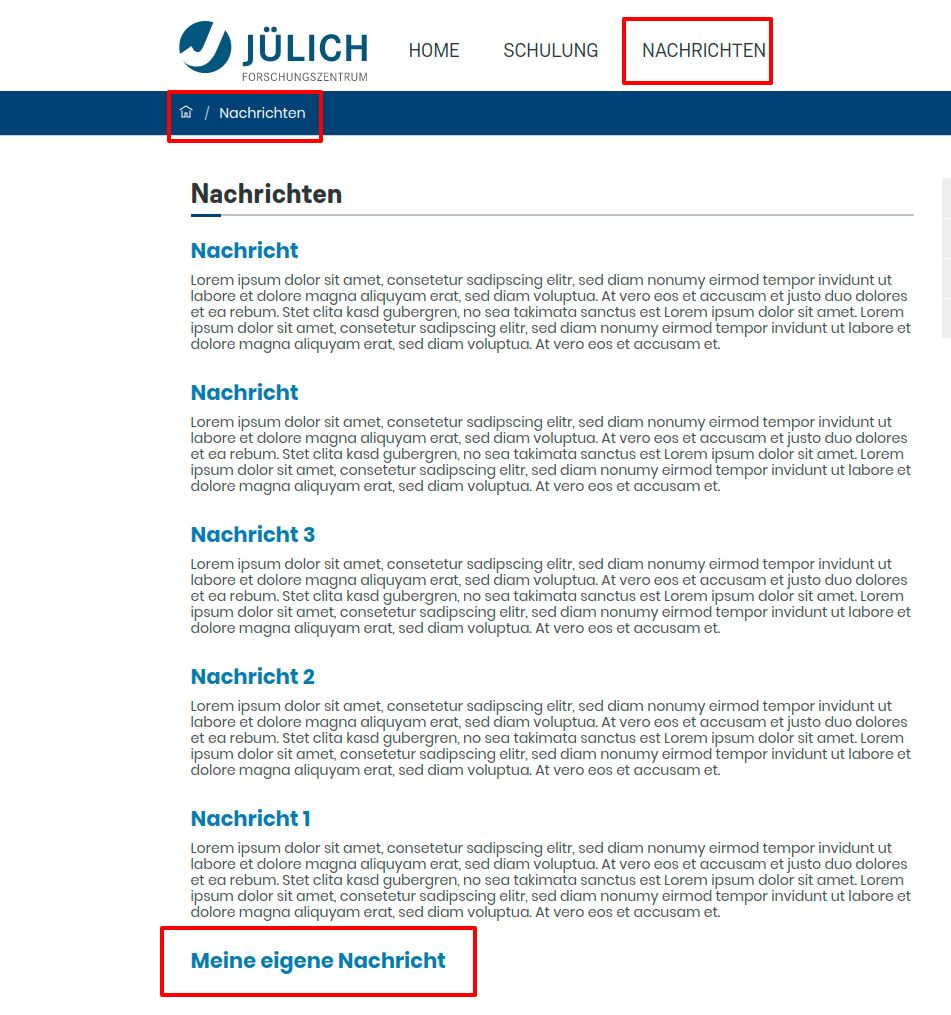 JÜLICH
FORSCHUNGSZENTRUM
HOME SCHULUNG NACHRICHTEN
/ Nachrichten
Nachrichten
Nachricht
Lorem ipsum dolor sit amet, consetetur sadipscing elitr, sed diam nonumy eirmod tempor invidunt ut
labore et dolore magna aliquyam erat, sed diam voluptua. At vero eos et accusam et justo duo dolores
et ea rebum. Stet clita kasd gubergren, no sea takimata sanctus est Lorem ipsum dolor sit amet. Lorem
ipsum dolor sit amet, consetetur sadipscing elitr, sed diam nonumy eirmod tempor invidunt ut labore et
dolore magna aliquyam erat, sed diam voluptua. At vero eos et accusam et.
Nachricht
Lorem ipsum dolor sit amet, consetetur sadipscing elitr, sed diam nonumy eirmod tempor invidunt ut
labore et dolore magna aliquyam erat, sed diam voluptua. At vero eos et accusam et justo duo dolores
et ea rebum. Stet clita kasd gubergren, no sea takimata sanctus est Lorem ipsum dolor sit amet. Lorem
ipsum dolor sit amet, consetetur sadipscing elitr, sed diam nonumy eirmod tempor invidunt ut labore et
dolore magna aliquyam erat, sed diam voluptua. At vero eos et accusam et.
Nachricht 3
Lorem ipsum dolor sit amet, consetetur sadipscing elitr, sed diam nonumy eirmod tempor invidunt ut
labore et dolore magna aliquyam erat, sed diam voluptua. At vero eos et accusam et justo duo dolores
et ea rebum. Stet clita kasd gubergren, no sea takimata sanctus est Lorem ipsum dolor sit amet. Lorem
ipsum dolor sit amet, consetetur sadipscing elitr, sed diam nonumy eirmod tempor invidunt ut labore et
dolore magna aliquyam erat, sed diam voluptua. At vero eos et accusam et.
Nachricht 2
Lorem ipsum dolor sit amet, consetetur sadipscing elitr, sed diam nonumy eirmod tempor invidunt ut
labore et dolore magna aliquyam erat, sed diam voluptua. At vero eos et accusam et justo duo dolores
et ea rebum. Stet clita kasd gubergren, no sea takimata sanctus est Lorem ipsum dolor sit amet. Lorem
ipsum dolor sit amet, consetetur sadipscing elitr, sed diam nonumy eirmod tempor invidunt ut labore et
dolore magna aliquyam erat, sed diam voluptua. At vero eos et accusam et.
Nachricht 1
Lorem ipsum dolor sit amet, consetetur sadipscing elitr, sed diam nonumy eirmod tempor invidunt ut
labore et dolore magna aliquyam erat, sed diam voluptua. At vero eos et accusam et justo duo dolores
et ea rebum. Stet clita kasd gubergren, no sea takimata sanctus est Lorem ipsum dolor sit amet. Lorem
ipsum dolor sit amet, consetetur sadipscing elitr, sed diam nonumy eirmod tempor invidunt ut labore et
dolore magna aliquyam erat, sed diam voluptua. At vero eos et accusam et.
Meine eigene Nachricht